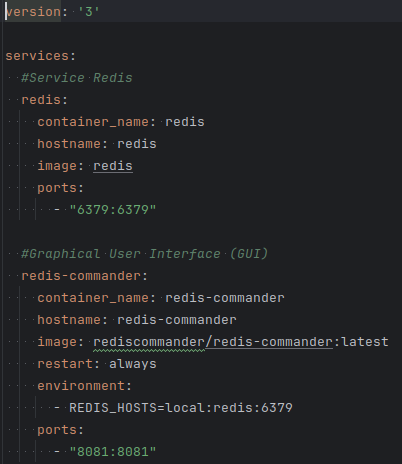 version: '3'
services:
#Service Redis
redis:
container_name: redis
hostname: redis
image: redis
ports:
- "6379:6379"
#Graphical User Interface (GUI)
redis-commander:
container_name: redis-commander
hostname: redis-commander
image: rediscommander/redis-commander:latest
restart: always
environment:
- REDIS_HOSTS=local:redis:6379
ports:
- "8081:8081"